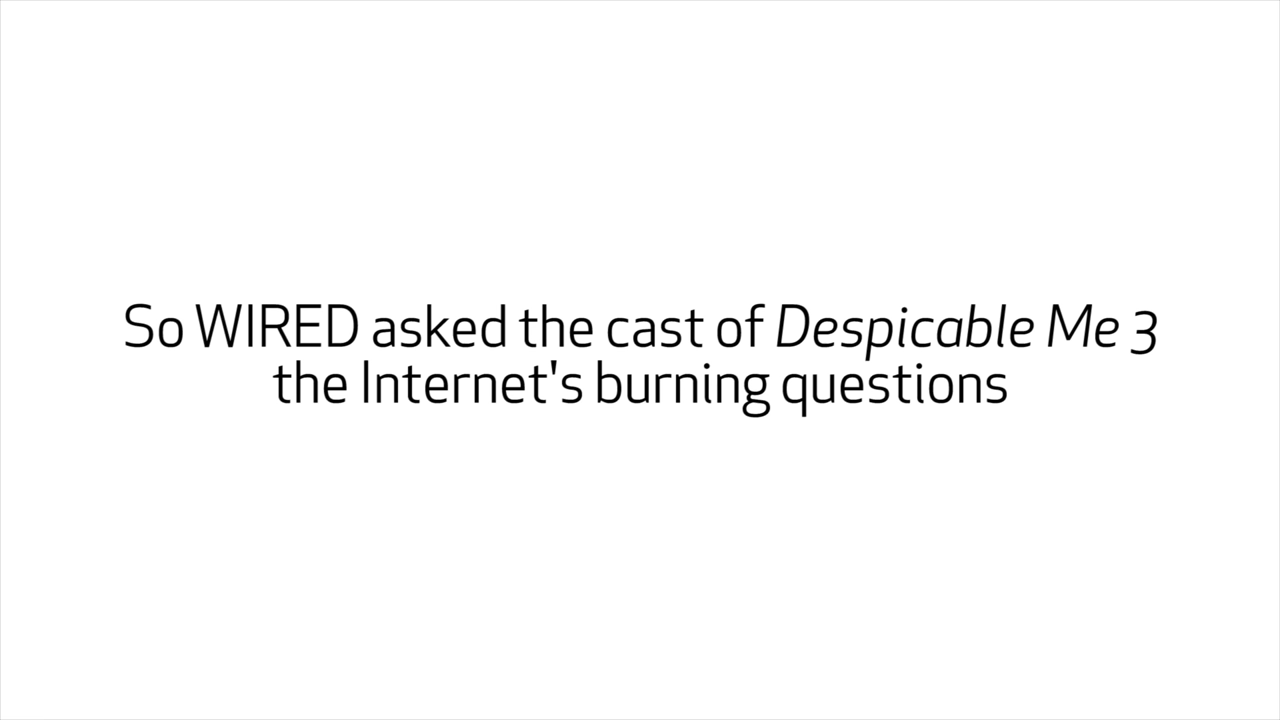 So WIRED asked the cast of Despicable Me 3
the Internet's burning questions